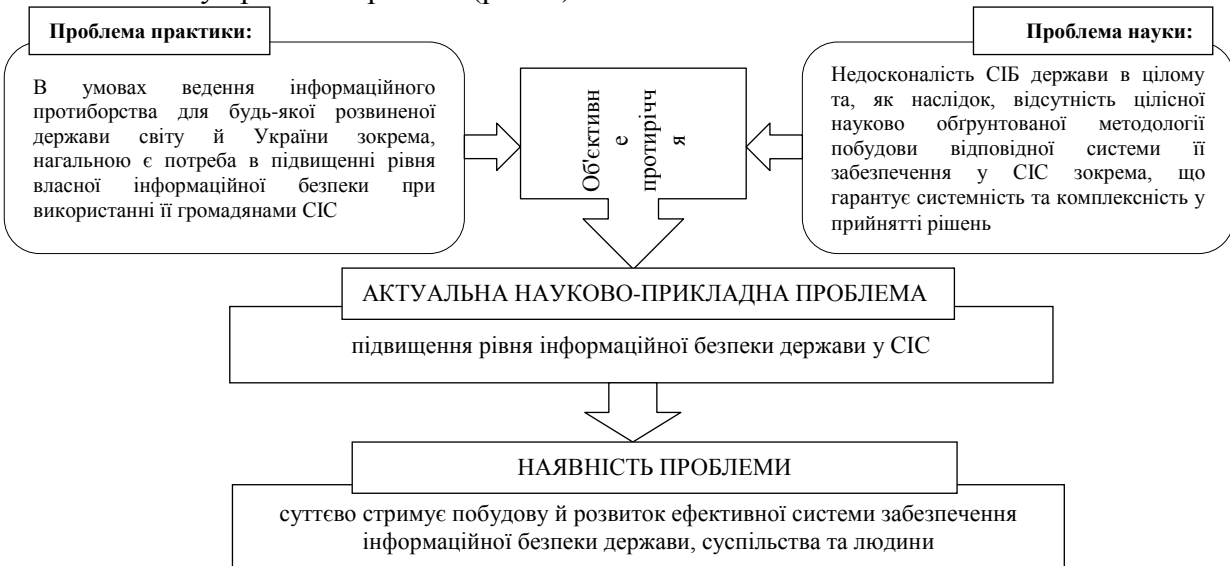 Проблема практики:
В умовах ведення інформаційного
протиборства для будь-якої розвиненої
держави світу й України зокрема,
нагальною є потреба в підвищенні рівня
власної інформаційної безпеки при
використанні її громадянами СІС
Об'єктивн
е
протирічч
я
Проблема науки:
Недосконалість СІБ держави в цілому
та, як наслідок, відсутність цілісної
науково обґрунтованої методології
побудови відповідної системи її
забезпечення у СІС зокрема, що
гарантує системність та комплексність у
прийнятті рішень
АКТУАЛЬНА НАУКОВО-ПРИКЛАДНА ПРОБЛЕМА
підвищення рівня інформаційної безпеки держави у СІС
НАЯВНІСТЬ ПРОБЛЕМИ
суттєво стримує побудову й розвиток ефективної системи забезпечення
інформаційної безпеки держави, суспільства та людини